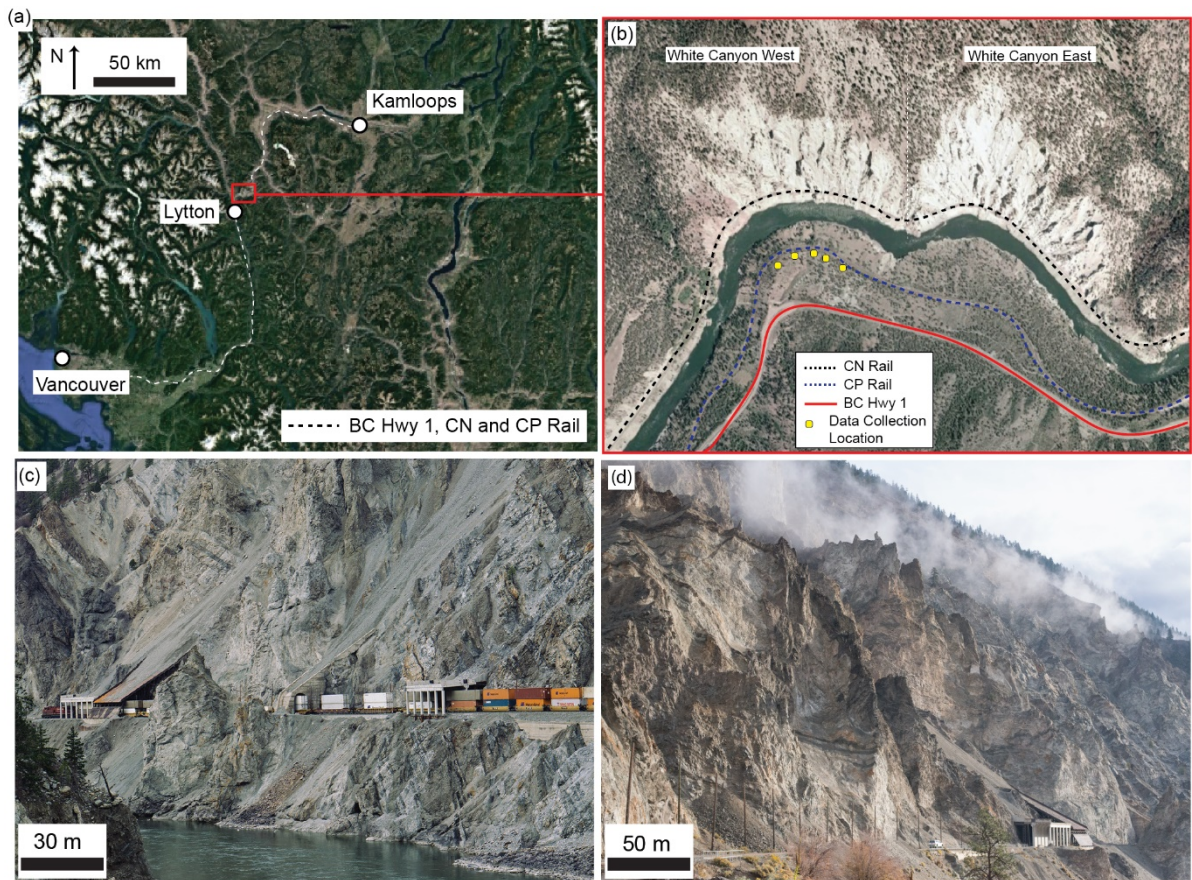 (a)
N
50 km
Kamloops
Lytton
Vancouver
BC Hwy 1, CN and CP Rail
(b)
White Canyon West
White Canyon East
CN Rail
CP Rail
BC Hwy 1
Data Collection
Location
(c)
30 m
(d)
50 m